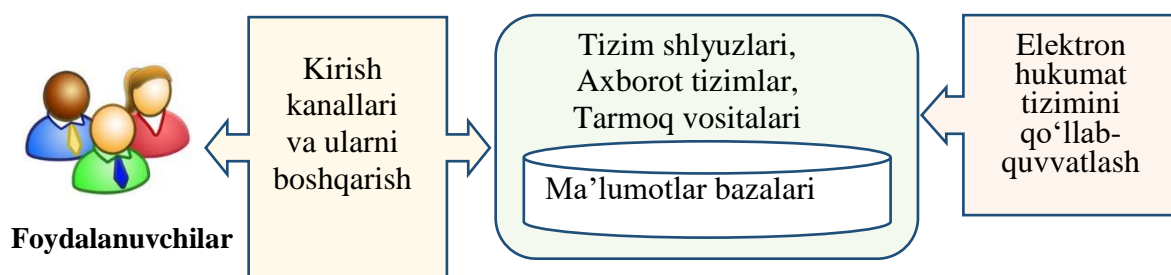 Foydalanuvchilar
Kirish
kanallari
va ularni
boshqarish
Tizim shlyuzlari,
Axborot tizimlar,
Tarmoq vositalari
Ma’lumotlar bazalari
Elektron
hukumat
tizimini
qo‘llab-
quvvatlash